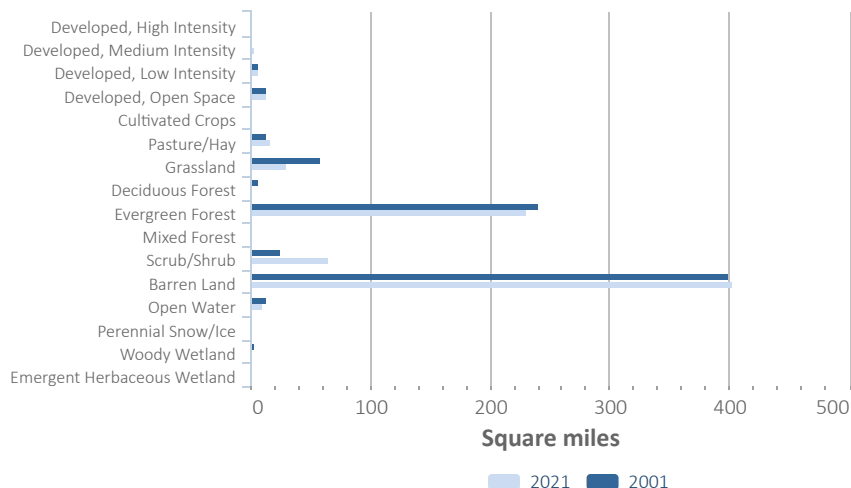 Developed, High Intensity
Developed, Medium Intensity
Developed, Low Intensity
Developed, Open Space
Cultivated Crops
Pasture/Hay
Grassland
Deciduous Forest
Evergreen Forest
Mixed Forest
Scrub/Shrub
Barren Land
Open Water
Perennial Snow/Ice
Woody Wetland
Emergent Herbaceous Wetland
0 100 200 300 400 500
Square miles
2021 2001